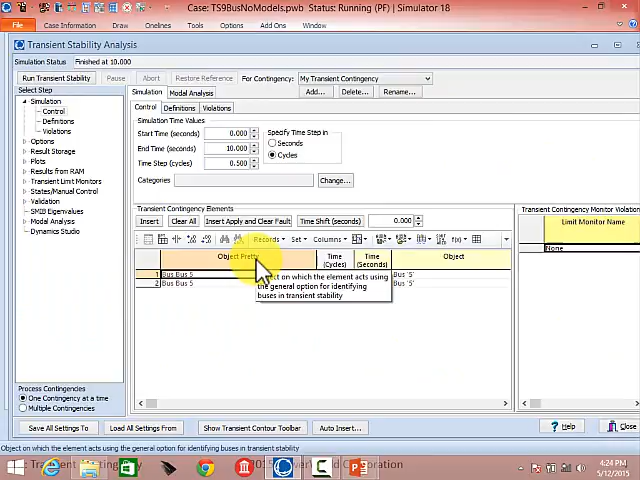 Case: TS9BusNoModels.pwb Status: Running (PF) | Simulator 18
File
Case Information
Draw
Onelines
Tools
Options
Add Ons
Window
Transient Stability Analysis
Simulation Status Finished at 10.000
Run Transient Stability Pause Abort Restore Reference For Contingency: My Transient Contingency
Select Step
Simulation
Control
Definitions
Violations
Options
Result Storage
Plots
Results from RAM
Transient Limit Monitors
States/Manual Control
Validation
SMIB Eigenvalues
Modal Analysis
Dynamics Studio
Process Contingencies
One Contingency at a time
Multiple Contingencies
Simulation Modal Analysis Add... Delete... Rename...
Control Definitions Violations
Simulation Time Values
Start Time (seconds) 0.000
End Time (seconds) 10.000
Time Step (cycles) 0.500
Specify Time Step in
Seconds
Cycles
Categories Change...
Transient Contingency Elements
Insert Clear All Insert Apply and Clear Fault Time Shift (seconds) 0.000
Records Set Columns
Object Pretty
Time (Cycles)
Time (Seconds)
Object
1 Bus Bus 5 Bus '5'
2 Bus Bus 5 Bus '5'
Object on which the element acts using
the general option for identifying
buses in transient stability
Transient Contingency Monitor Violation
Limit Monitor Name
None
Save All Settings To Load All Settings From Show Transient Contour Toolbar Auto Insert... Help Close
Object on which the element acts using the general option for identifying buses in transient stability
4:24 PM
5/12/2015